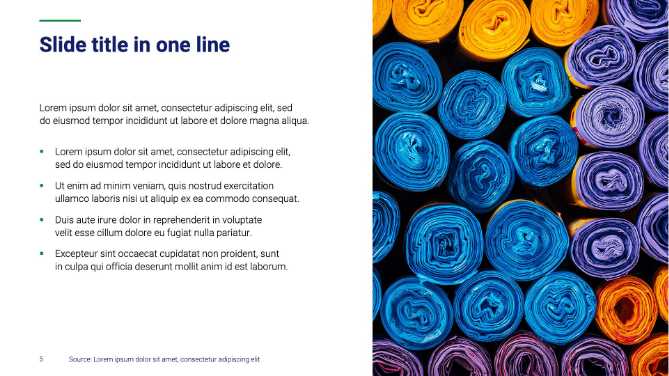 Slide title in one line
Lorem ipsum dolor sit amet, consectetur adipiscing elit, sed
do eiusmod tempor incididunt ut labore et dolore magna aliqua.
Lorem ipsum dolor sit amet, consectetur adipiscing elit,
sed do eiusmod tempor incididunt ut labore et dolore.
Ut enim ad minim veniam, quis nostrud exercitation
ullamco laboris nisi ut aliquip ex ea commodo consequat.
Duis aute irure dolor in reprehenderit in voluptate
velit esse cillum dolore eu fugiat nulla pariatur.
Excepteur sint occaecat cupidatat non proident, sunt
in culpa qui officia deserunt mollit anim id est laborum.
5 Source: Lorem ipsum dolor sit amet, consectetur adipiscing elit